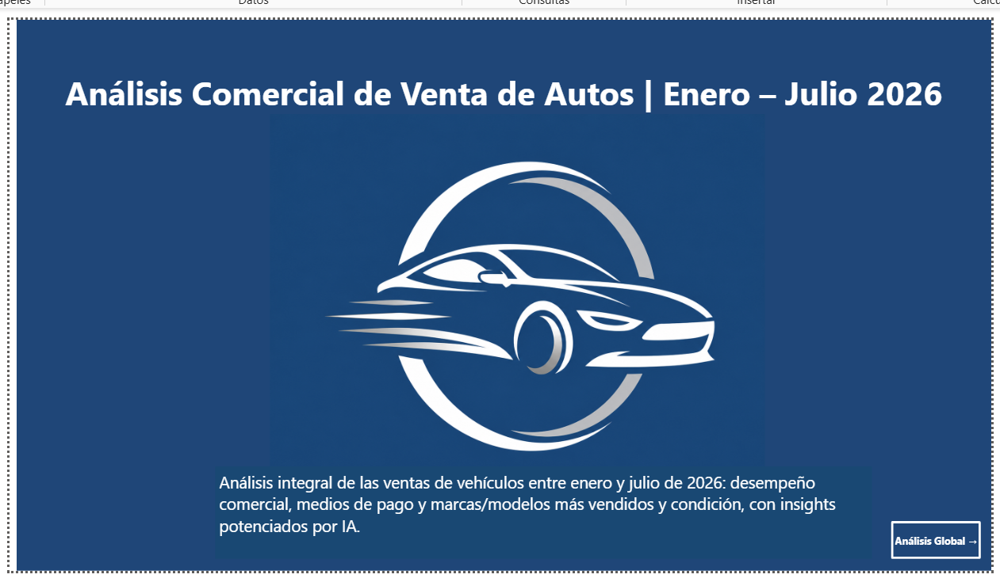 Datos
Consultas
Insertar
Análisis Comercial de Venta de Autos | Enero – Julio 2026
Análisis integral de las ventas de vehículos entre enero y julio de 2026: desempeño
comercial, medios de pago y marcas/modelos más vendidos y condición, con insights
potenciados por IA.
Análisis Global →